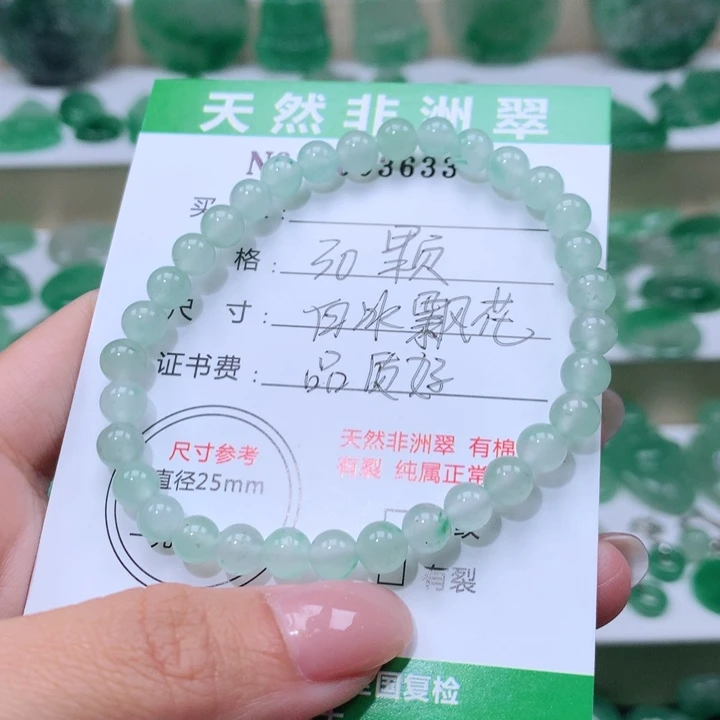 天然非洲翠
3633
买
格：30颗
尺寸：白冰飘花
证书费：品质好
尺寸参考
直径25mm
天然非洲翠 有棉
有裂 纯属正常
有裂
国复检